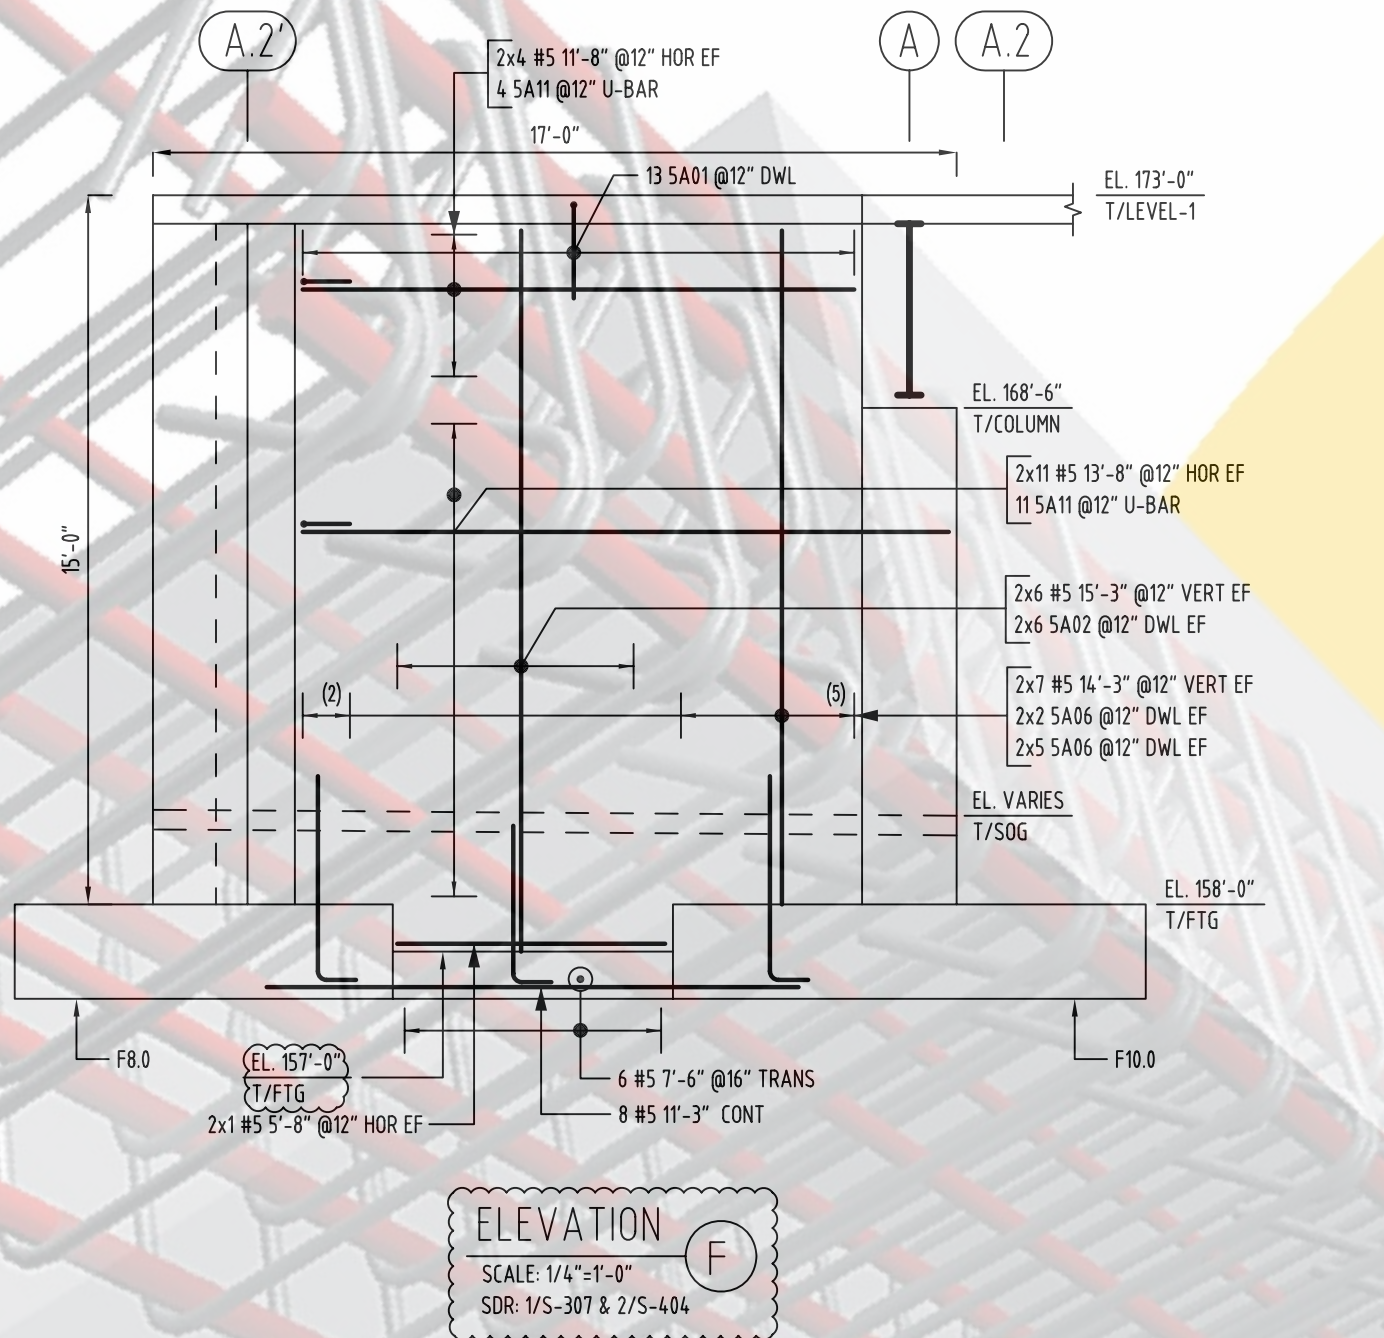 A.2'
A
A.2
2x4 #5 11'-8" @12" HOR EF
4 5A11 @12" U-BAR
17'-0"
13 5A01 @12" DWL
EL. 173'-0"
T/LEVEL-1
EL. 168'-6"
T/COLUMN
2x11 #5 13'-8" @12" HOR EF
11 5A11 @12" U-BAR
15'-0"
2x6 #5 15'-3" @12" VERT EF
2x6 5A02 @12" DWL EF
(2)
(5)
2x7 #5 14'-3" @12" VERT EF
2x2 5A06 @12" DWL EF
2x5 5A06 @12" DWL EF
EL. VARIES
T/SOG
EL. 158'-0"
T/FTG
F8.0
EL. 157'-0"
T/FTG
F10.0
6 #5 7'-6" @16" TRANS
8 #5 11'-3" CONT
2x1 #5 5'-8" @12" HOR EF
ELEVATION
F
SCALE: 1/4"=1'-0"
SDR: 1/S-307 & 2/S-404